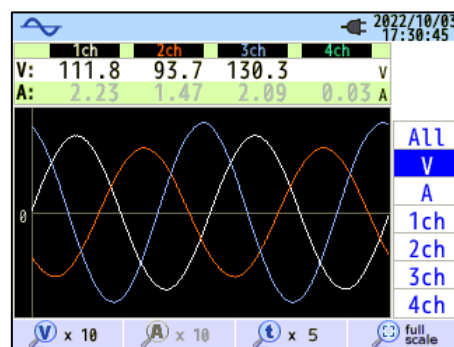 2022/10/03
17:30:45
1ch 2ch 3ch 4ch
V: 111.8 93.7 130.3 V
A: 2.23 1.47 2.09 0.03 A
0
All
V
A
1ch
2ch
3ch
4ch
V x 10 A x 10 t x 5 full scale